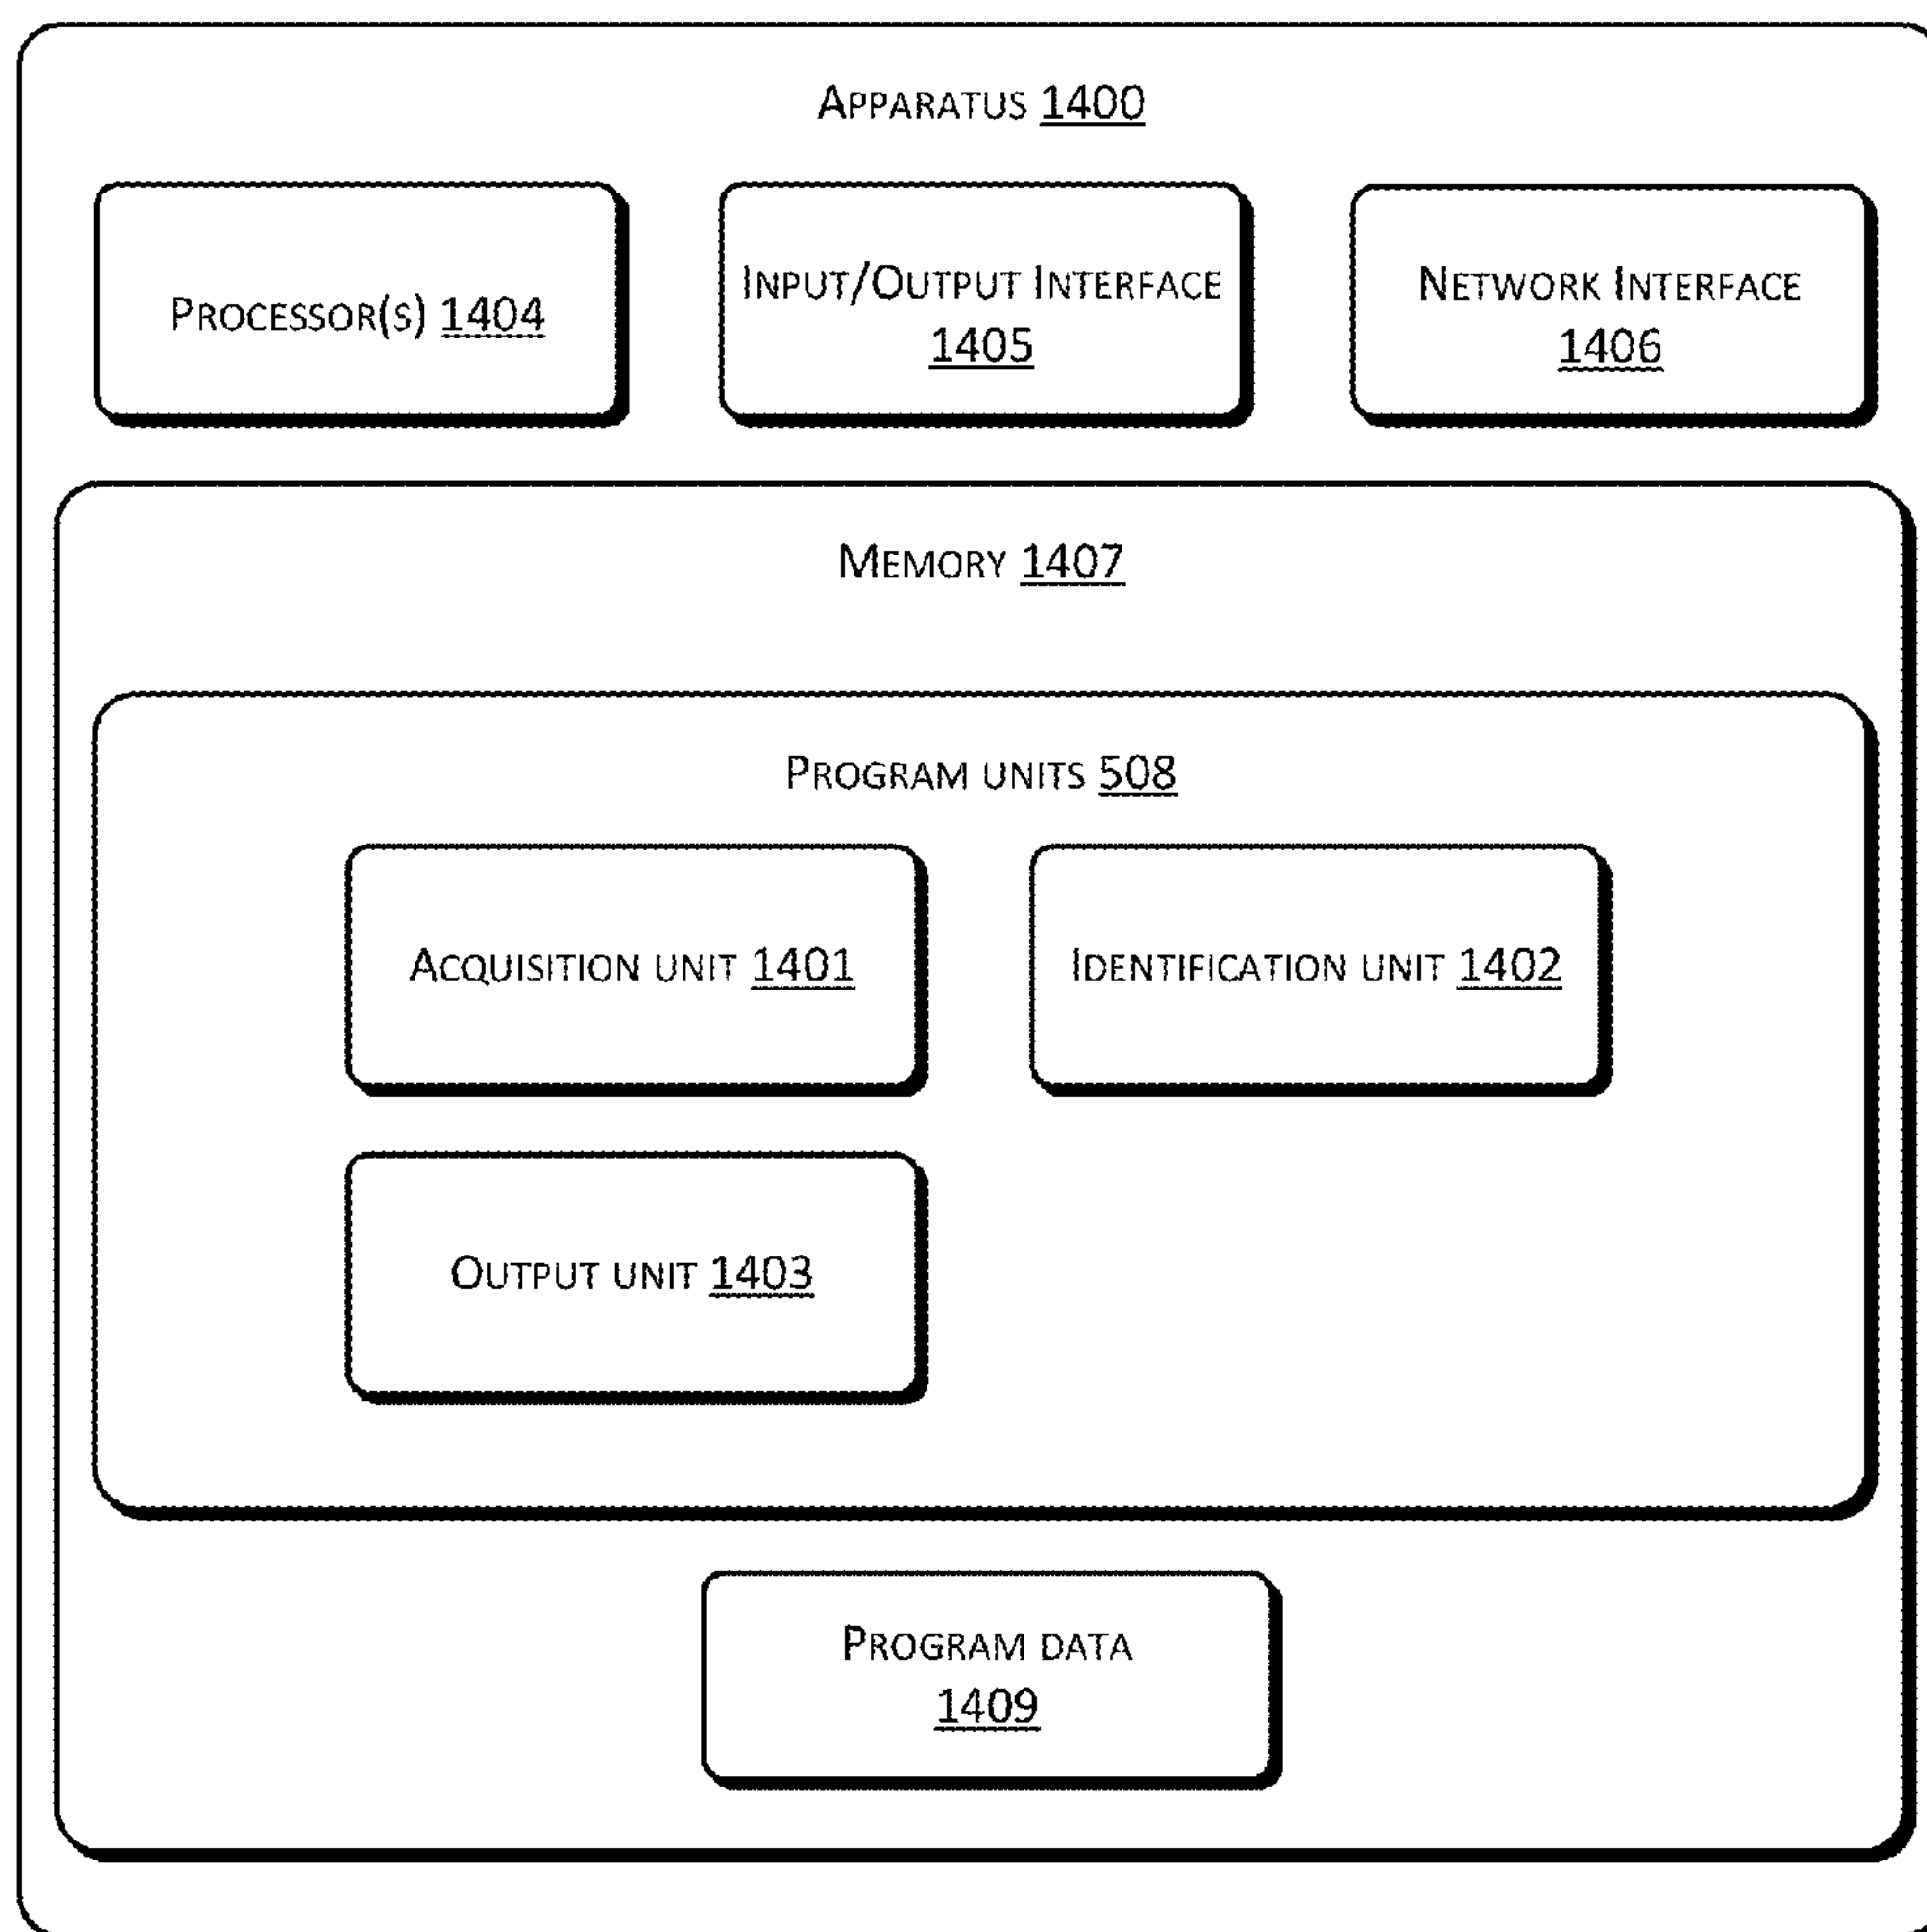 APPARATUS 1400
PROCESSOR(S) 1404
INPUT/OUTPUT INTERFACE
1405
NETWORK INTERFACE
1406
MEMORY 1407
PROGRAM UNITS 508
ACQUISITION UNIT 1401
IDENTIFICATION UNIT 1402
OUTPUT UNIT 1403
PROGRAM DATA
1409